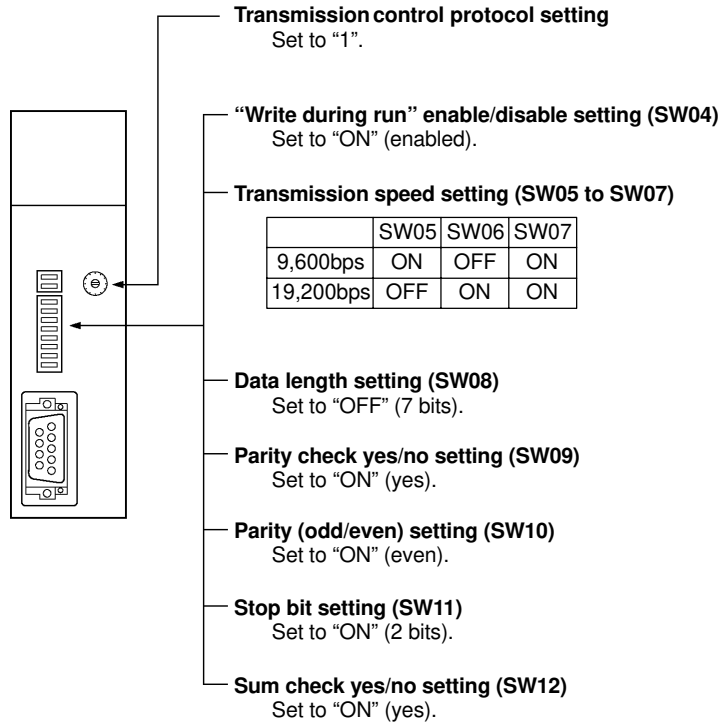 Transmission control protocol setting
Set to “1”.
“Write during run” enable/disable setting (SW04)
Set to “ON” (enabled).
Transmission speed setting (SW05 to SW07)
SW05 SW06 SW07
9,600bps ON OFF ON
19,200bps OFF ON ON
Data length setting (SW08)
Set to “OFF” (7 bits).
Parity check yes/no setting (SW09)
Set to “ON” (yes).
Parity (odd/even) setting (SW10)
Set to “ON” (even).
Stop bit setting (SW11)
Set to “ON” (2 bits).
Sum check yes/no setting (SW12)
Set to “ON” (yes).